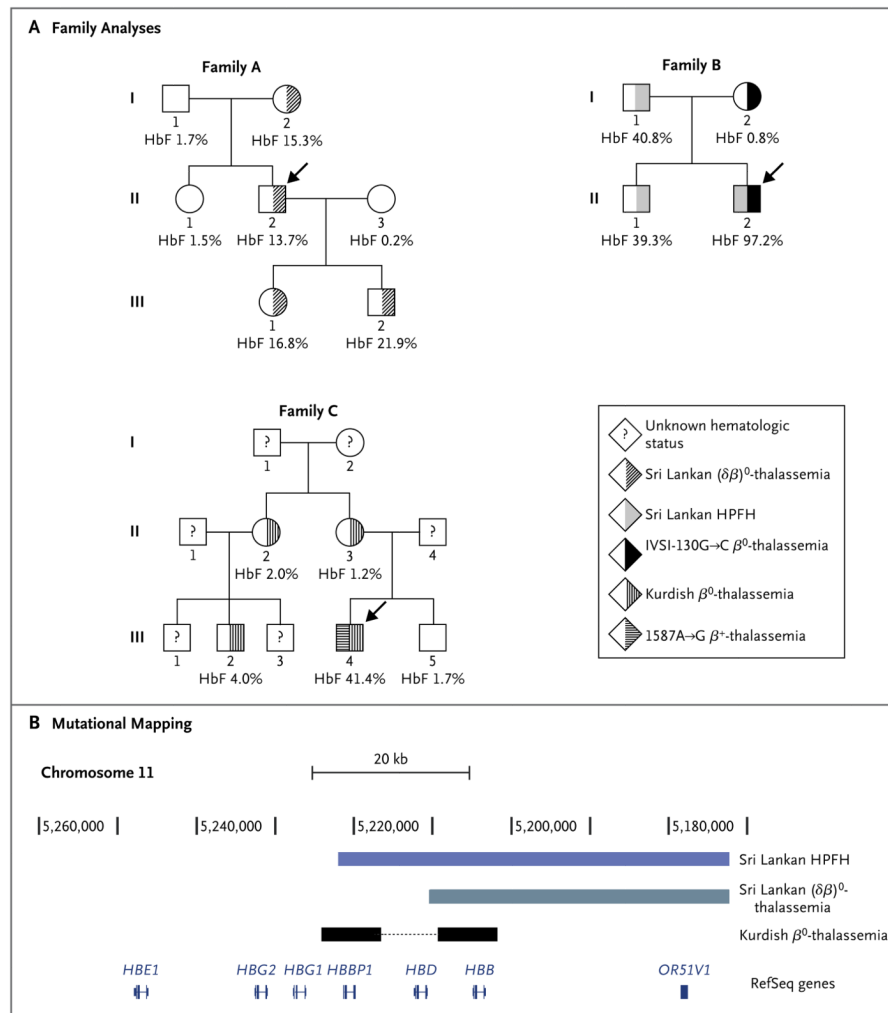 A Family Analyses
Family A
I
1
HbF 1.7%
2
HbF 15.3%
II
1
HbF 1.5%
2
HbF 13.7%
3
HbF 0.2%
III
1
HbF 16.8%
2
HbF 21.9%
Family B
I
1
HbF 40.8%
2
HbF 0.8%
II
1
HbF 39.3%
2
HbF 97.2%
Family C
I
?
1
?
2
II
?
1
2
HbF 2.0%
3
HbF 1.2%
?
4
III
?
1
2
HbF 4.0%
?
3
4
HbF 41.4%
5
HbF 1.7%
?
Unknown hematologic
status
Sri Lankan (δβ)⁰-thalassemia
Sri Lankan HPFH
IVSI-130G→C β⁰-thalassemia
Kurdish β⁰-thalassemia
1587A→G β⁺-thalassemia
B Mutational Mapping
20 kb
Chromosome 11
5,260,000
5,240,000
5,220,000
5,200,000
5,180,000
Sri Lankan HPFH
Sri Lankan (δβ)⁰-
thalassemia
Kurdish β⁰-thalassemia
HBE1 HBG2 HBG1 HBBP1 HBD HBB OR51V1
RefSeq genes